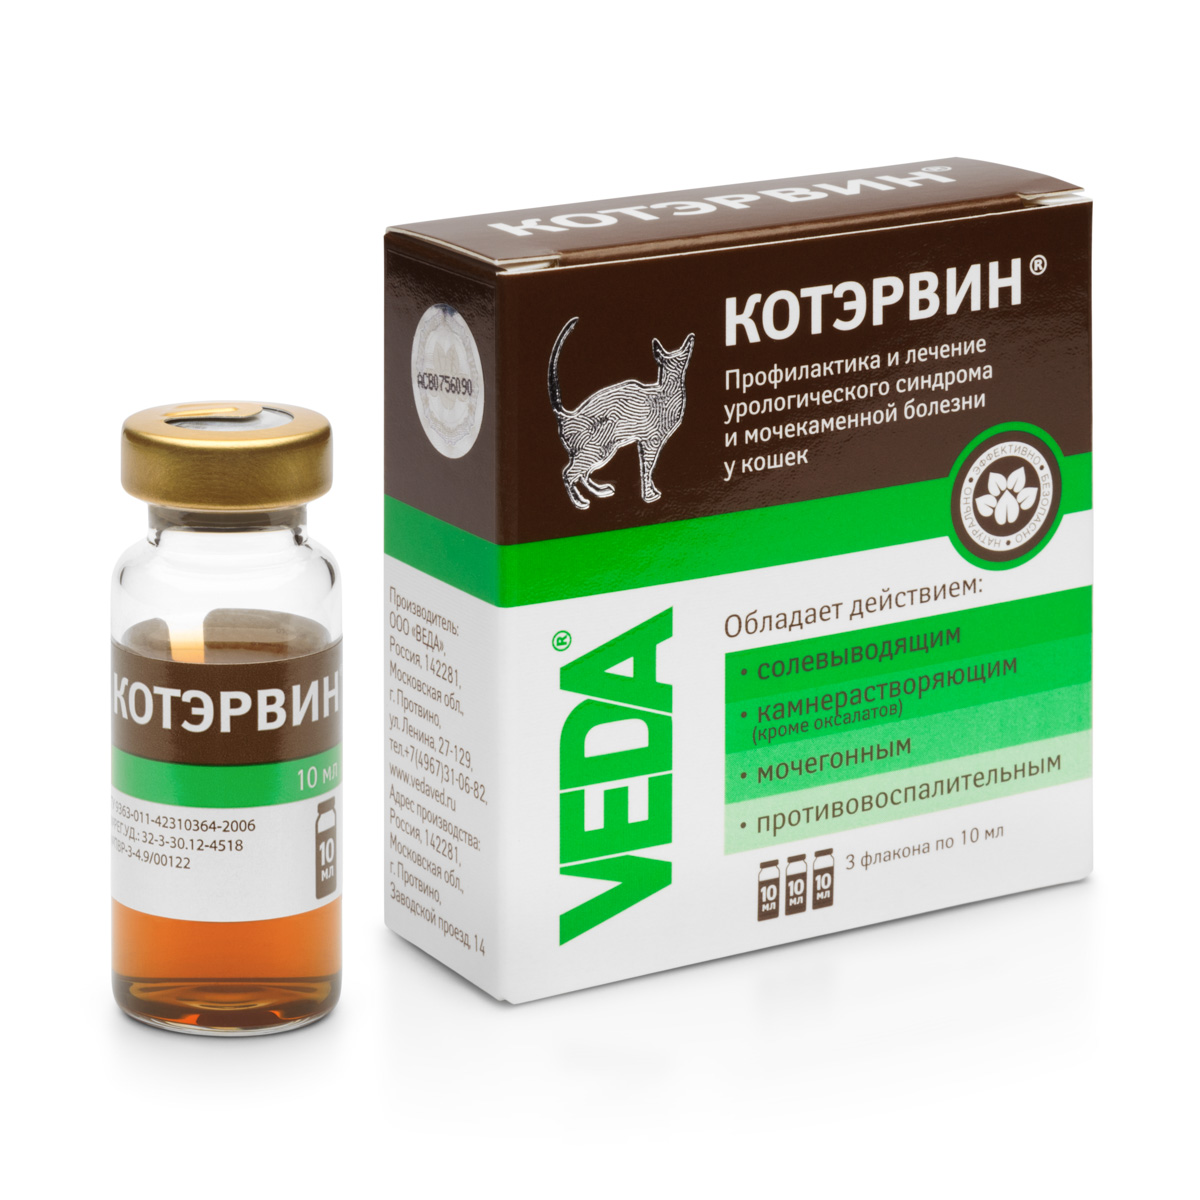 КОТЭРВИН®
КОТЭРВИН®
Профилактика и лечение
урологического синдрома
и мочекаменной болезни
у кошек
НАТУРАЛЬНО • ЭФФЕКТИВНО • БЕЗОПАСНО •
АСВ0756090
Обладает действием:
• солевыводящим
• камнерастворяющим
(кроме оксалатов)
• мочегонным
• противовоспалительным
10 мл
10 мл
10 мл
3 флакона по 10 мл
VEDA®
Производитель:
ООО «ВЕДА»,
Россия, 142281,
Московская обл.,
г. Протвино,
ул. Ленина, 27-129,
тел.+7(4967)31-06-82,
www.vedaved.ru
Адрес производства:
Россия, 142281,
Московская обл.,
г. Протвино,
Заводской проезд, 14
КОТЭРВИН
10 мл
9363-011-42310364-2006
РЕГ.УД.: 32-3-30.12-4518
ПВР-3-4.9/00122
10
мл